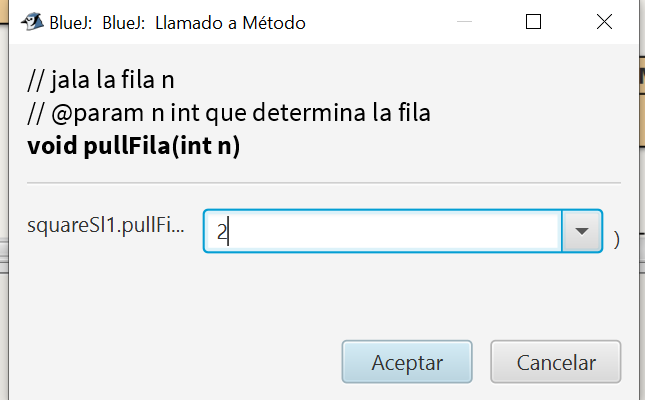 BlueJ: BlueJ: Llamado a Método
// jala la fila n
// @param n int que determina la fila
void pullFila(int n)
squareSl1.pullFi... 2 )
Aceptar Cancelar